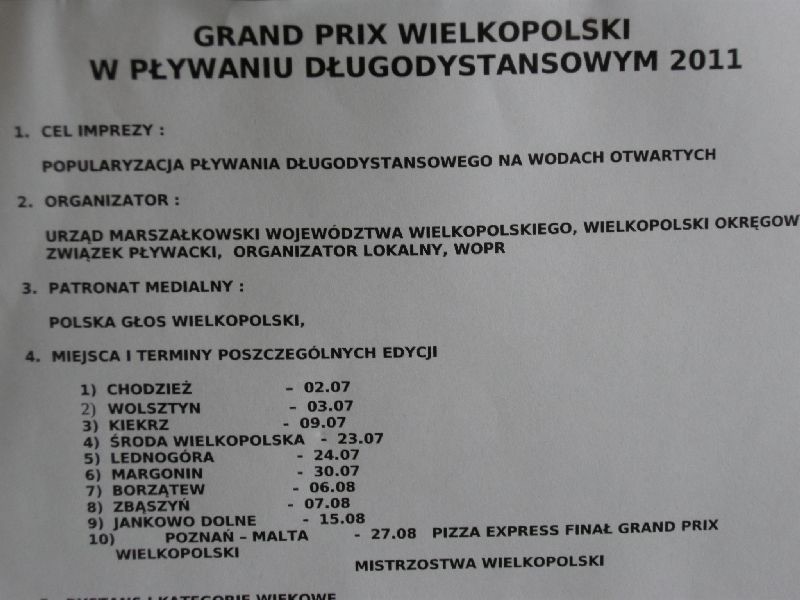 GRAND PRIX WIELKOPOLSKI
W PŁYWANIU DŁUGODYSTANSOWYM 2011
1. CEL IMPREZY :
POPULARYZACJA PŁYWANIA DŁUGODYSTANSOWEGO NA WODACH OTWARTYCH
2. ORGANIZATOR :
URZĄD MARSZAŁKOWSKI WOJEWÓDZTWA WIELKOPOLSKIEGO, WIELKOPOLSKI OKRĘGOW
ZWIĄZEK PŁYWACKI, ORGANIZATOR LOKALNY, WOPR
3. PATRONAT MEDIALNY :
POLSKA GŁOS WIELKOPOLSKI,
4. MIEJSCA I TERMINY POSZCZEGÓLNYCH EDYCJI
1) CHODZIEŻ – 02.07
2) WOLSZTYN – 03.07
3) KIEKRZ - 09.07
4) ŚRODA WIELKOPOLSKA - 23.07
5) LEDNOGÓRA - 24.07
6) MARGONIN - 30.07
7) BORZĄTEW - 06.08
8) ZBĄSZYŃ - 07.08
9) JANKOWO DOLNE - 15.08
10) POZNAŃ – MALTA - 27.08 PIZZA EXPRESS FINAŁ GRAND PRIX
WIELKOPOLSKI
MISTRZOSTWA WIELKOPOLSKI
DYSTANS I KATEGORIE WIEKOWE